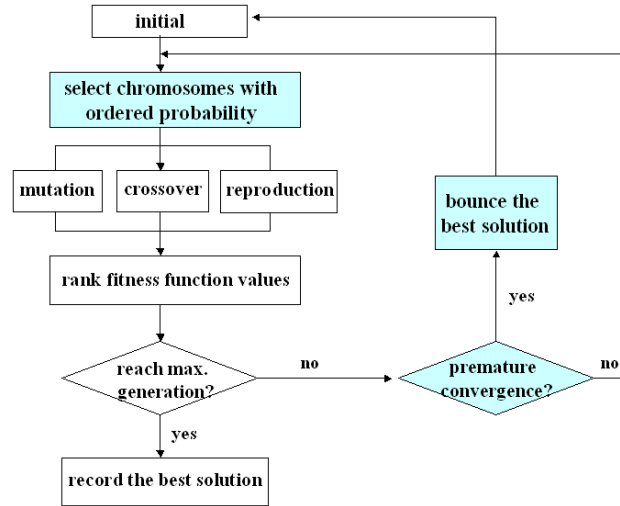 initial
select chromosomes with
ordered probability
mutation
crossover
reproduction
bounce the
best solution
rank fitness function values
yes
reach max.
generation?
no
premature
convergence?
no
yes
record the best solution